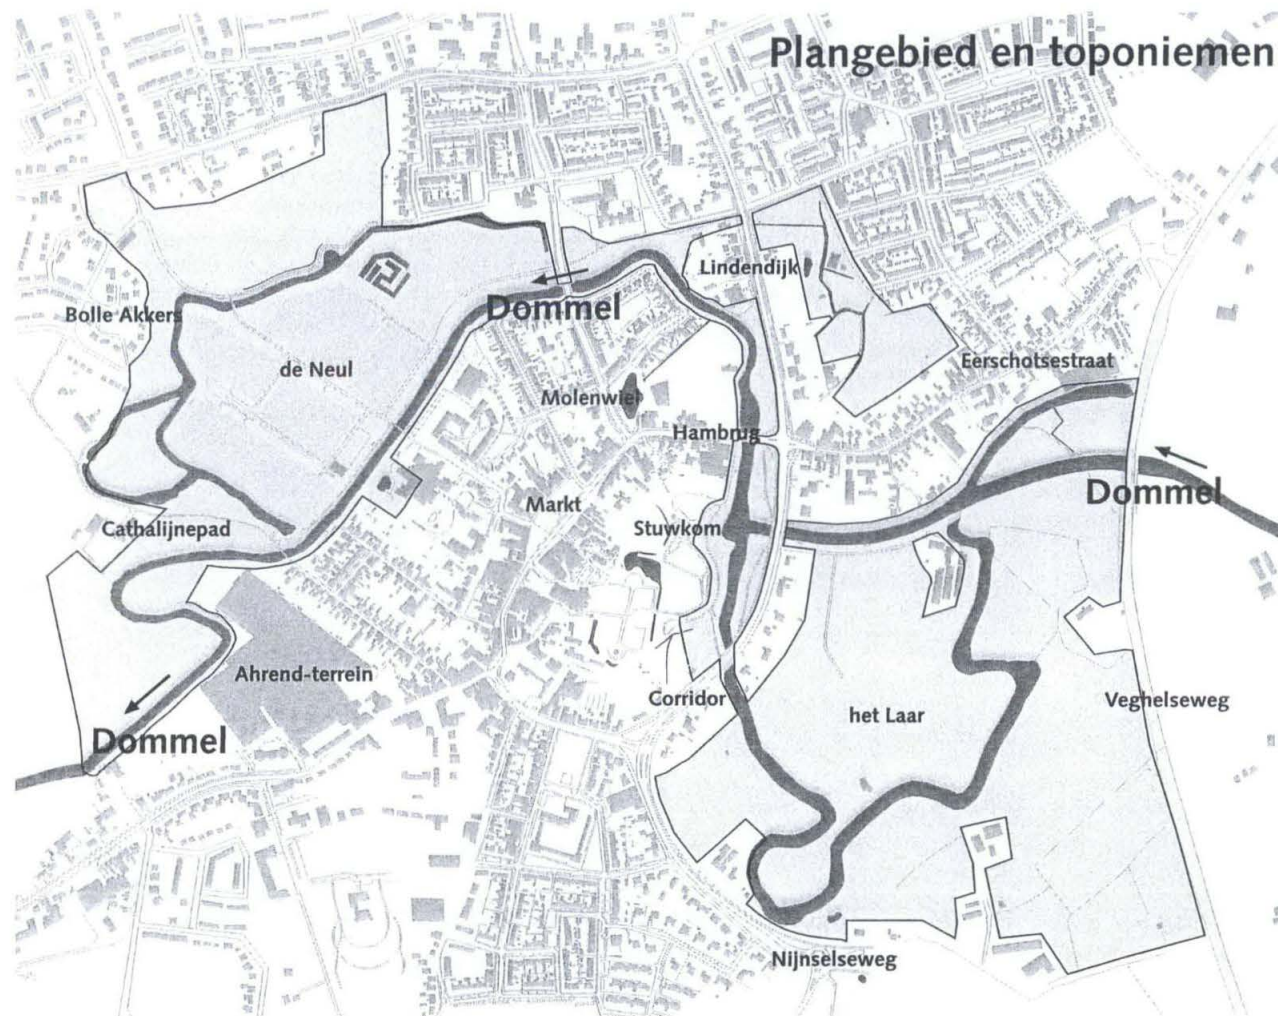 Plangebied en toponiemen
Lindendijk
Dommel
Bolle Akkers
de Neul
Eerschotsestraat
Molenwiel
Hambrug
Dommel
Markt
Stuwkom
Cathalijnepad
Ahrend-terrein
Corridor
het Laar
Veghelseweg
Dommel
Nijnselseweg